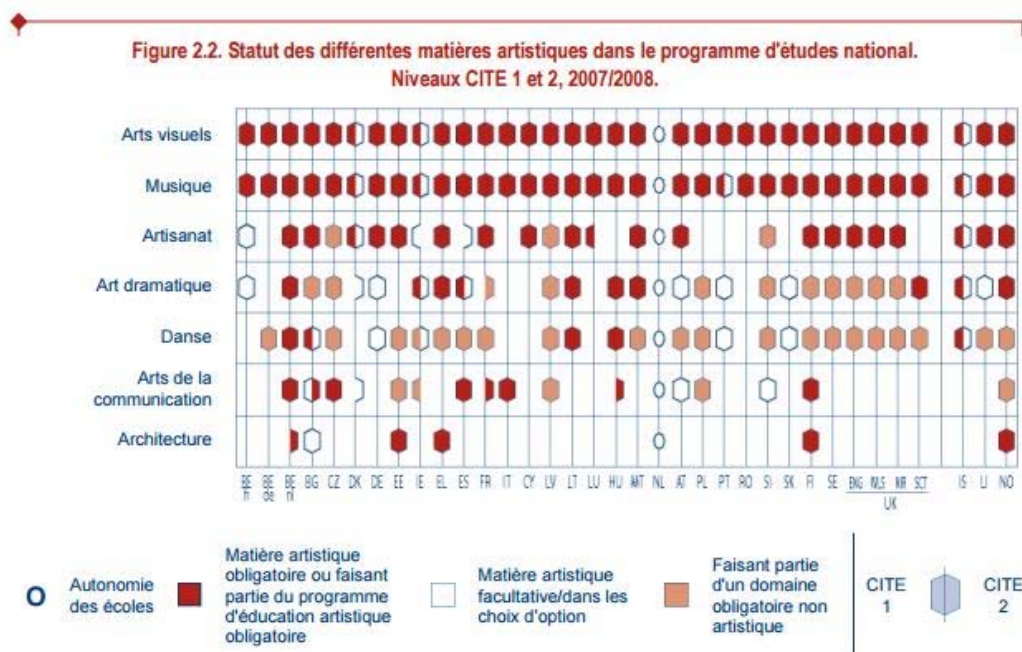 Figure 2.2. Statut des différentes matières artistiques dans le programme d'études national.
Niveaux CITE 1 et 2, 2007/2008.
Arts visuels
Musique
Artisanat
Art dramatique
Danse
Arts de la
communication
Architecture
BE BE BE BG CZ DK DE EE IE EL ES FR IT CY LV LT LU HU MT NL AT PL PT RO SI SK FI SE ENG WLS NIR SCT IS LI NO
fr de nl
UK
O Autonomie
des écoles
Matière artistique
obligatoire ou faisant
partie du programme
d'éducation artistique
obligatoire
Matière artistique
facultative/dans les
choix d'option
Faisant partie
d'un domaine
obligatoire non
artistique
CITE
1
CITE
2